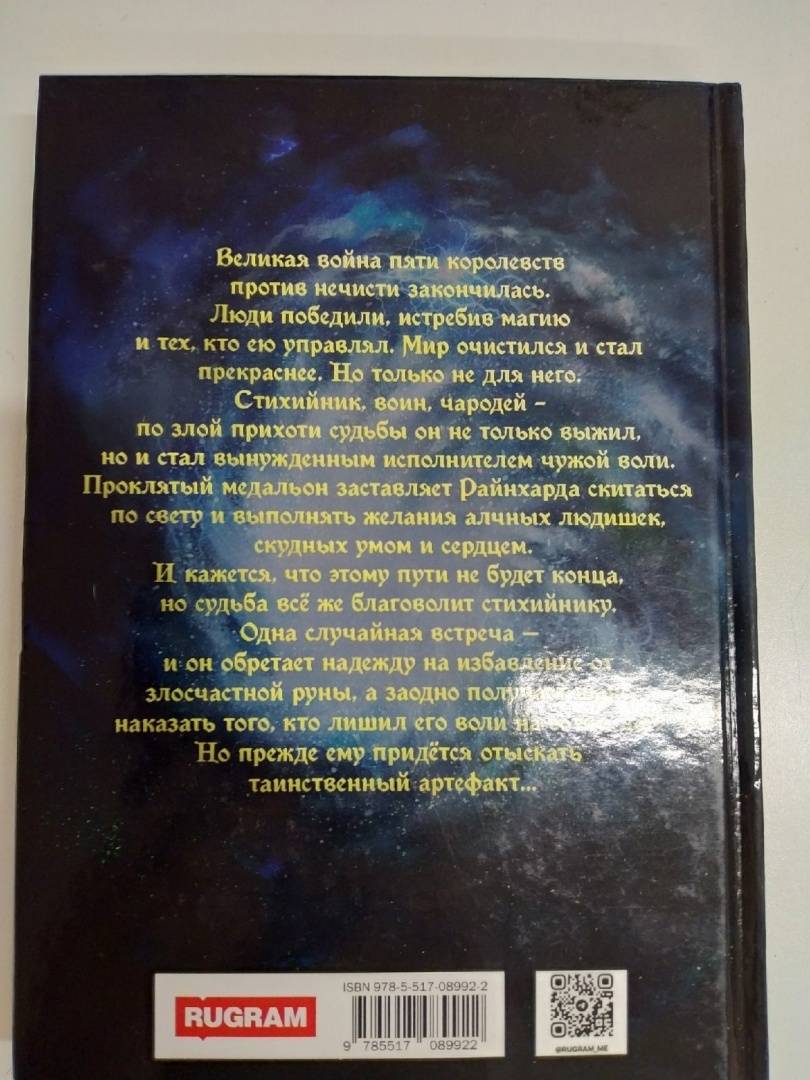 Великая война пяти королевств
против нечисти закончилась.
Люди победили, истребив магию
и тех, кто ею управлял. Мир очистился и стал
прекраснее. Но только не для него.
Стихийник, воин, чародей –
по злой прихоти судьбы он не только выжил,
но и стал вынужденным исполнителем чужой воли.
Проклятый медальон заставляет Райнхарда скитаться
по свету и выполнять желания алчных людишек,
скудных умом и сердцем.
И кажется, что этому пути не будет конца,
но судьба всё же благоволит стихийнику.
Одна случайная встреча –
и он обретает надежду на избавление от
злосчастной руны, а заодно
наказать того, кто лишил его воли
Но прежде ему придётся отыскать
таинственный артефакт...
ISBN 978-5-517-08992-2
RUGRAM
9 785517 089922
@RUGRAM_ME